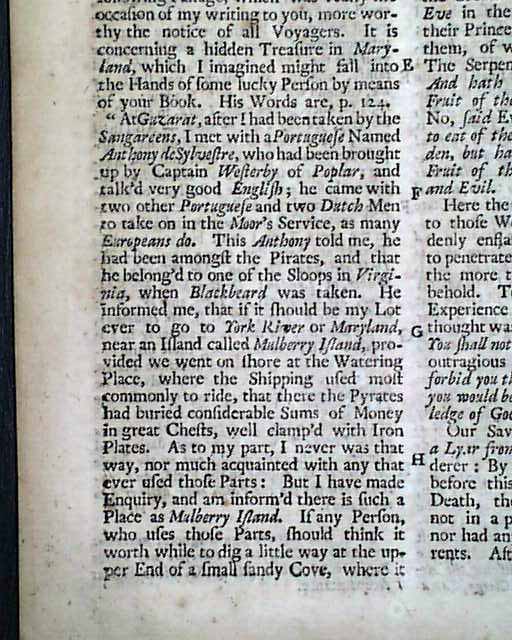 occasion of my writing to you, more wor-
thy the notice of all Voyagers. It is
concerning a hidden Treasure in Mary-
land, which I imagined might fall into
the Hands of some lucky Person by means
of your Book. His Words are, p. 124.
“ At Guzarat, after I had been taken by the
Sangareens, I met with a Portuguese Named
Anthony de Sylvestre, who had been brought
up by Captain Westerby of Poplar, and
talk'd very good English; he came with
two other Portuguese and two Dutch Men
to take on in the Moor's Service, as many
Europeans do. This Anthony told me, he
had been amongst the Pirates, and that
he belong'd to one of the Sloops in Virgi-
nia, when Blackbeard was taken. He
informed me, that if it should be my Lot
ever to go to York River or Maryland,
near an Island called Mulberry Island, pro-
vided we went on shore at the Watering
Place, where the Shipping used most
commonly to ride, that there the Pyrates
had buried considerable Sums of Money
in great Chests, well clamp'd with Iron
Plates. As to my part, I never was that
way, nor much acquainted with any that
ever used those Parts: But I have made
Enquiry, and am inform'd there is such a
Place as Mulberry Island. If any Person,
who uses those Parts, should think it
worth while to dig a little way at the up-
per End of a small sandy Cove, where it
E
F
G
H
Eve in the
their Prince
them, of w
The Serpen
And hath
Fruit of the
No, said Ev
to eat of the
den, but ha
Fruit of th
and Evil.
Here the
to those W
denly ensla
to penetrate
the more t
behold. T
Experience
thought was
You shall not
outragious
forbid you th
you would be
'ledge of God
Our Sav
a Lyar from
derer: By
before this
Death, the
not in a p
nor had an
rents. Aft